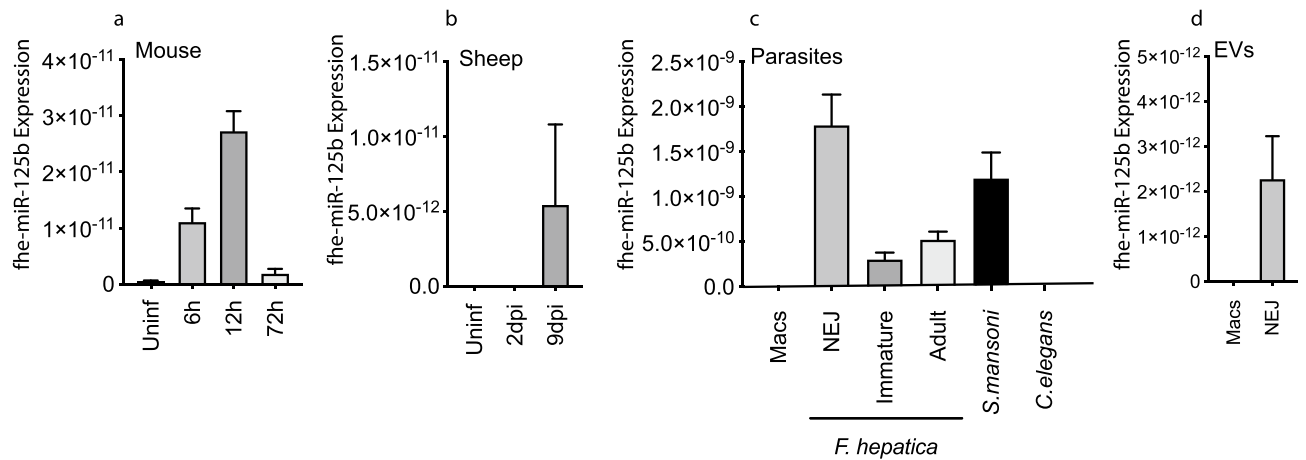 a
Mouse
fhe-miR-125b Expression
4×10-11
3×10-11
2×10-11
1×10-11
0
Uninf
6h
12h
72h
b
Sheep
fhe-miR-125b Expression
1.5×10-11
1.0×10-11
5.0×10-12
0.0
Uninf
2dpi
9dpi
c
Parasites
fhe-miR-125b Expression
2.5×10-9
2.0×10-9
1.5×10-9
1.0×10-9
5.0×10-10
0.0
Macs
NEJ
Immature
Adult
S.mansoni
C.elegans
F. hepatica
d
EVs
fhe-miR-125b Expression
5×10-12
4×10-12
3×10-12
2×10-12
1×10-12
0
Macs
NEJ